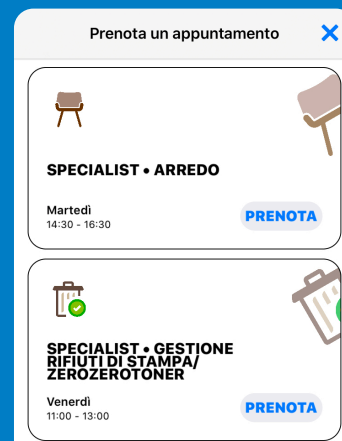 Prenota un appuntamento
SPECIALIST • ARREDO
Martedì
14:30 - 16:30
PRENOTA
SPECIALIST • GESTIONE
RIFIUTI DI STAMPA/
ZEROZEROTONER
Venerdì
11:00 - 13:00
PRENOTA